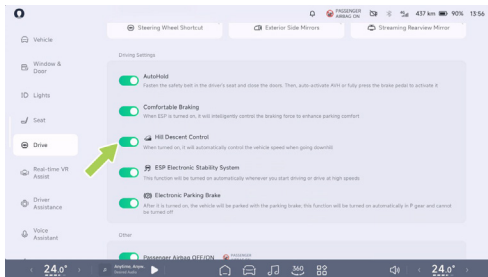 PASSENGER
AIRBAG ON
437 km
90%
13:56
Steering Wheel Shortcut
Exterior Side Mirrors
Streaming Rearview Mirror
Vehicle
Window &
Door
Lights
Seat
Drive
Real-time VR
Assist
Driver
Assistance
Voice
Assistant
Driving Settings
AutoHold
Fasten the safety belt in the driver's seat and close the doors. Then, auto-activate AVH or fully press the brake pedal to activate it
Comfortable Braking
When ESP is turned on, it will intelligently control the braking force to enhance parking comfort
Hill Descent Control
When turned on, it will automatically control the vehicle speed when going downhill
ESP Electronic Stability System
This function will be turned on automatically whenever you start driving or drive at high speeds
Electronic Parking Brake
After it is turned on, the vehicle will be parked with the parking brake, this function will be turned on automatically in P gear and cannot
be turned off
Other
Passenger Airbag OFF/ON
PASSENGER
24.0°
Anytime, Anyw...
360
24.0°